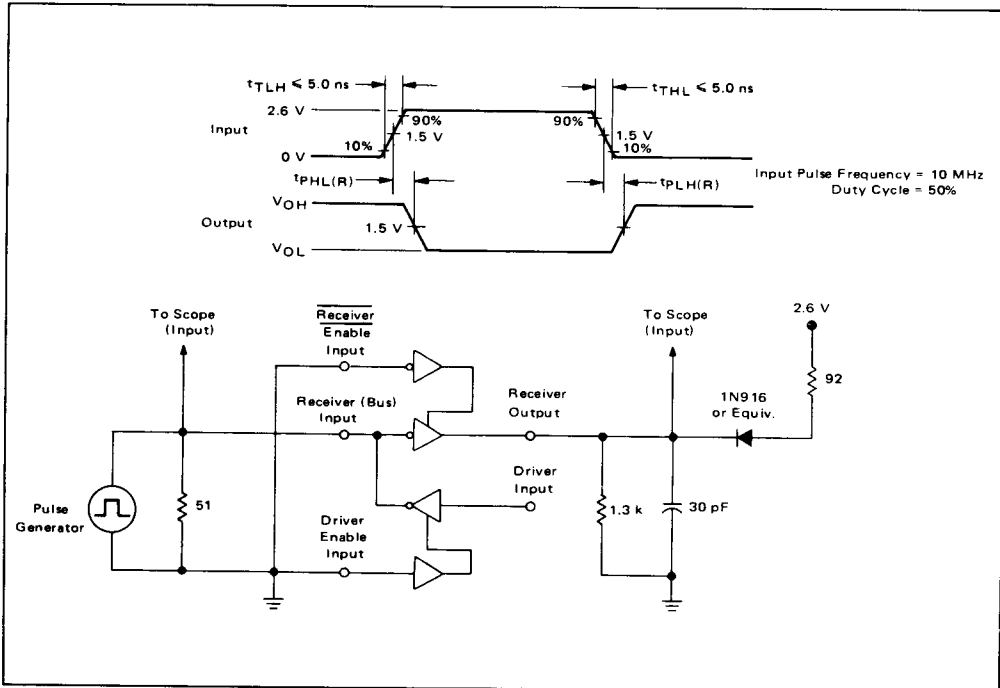 tTLH ≤ 5.0 ns
tTHL ≤ 5.0 ns
2.6 V
90%
90%
Input
1.5 V
1.5 V
10%
10%
0 V
tPHL(R)
tPLH(R)
Input Pulse Frequency = 10 MHz
Duty Cycle = 50%
VOH
Output
1.5 V
VOL
To Scope
(Input)
Receiver
Enable
Input
To Scope
(Input)
2.6 V
92
Receiver (Bus)
Input
Receiver
Output
1N916
or Equiv.
Driver
Input
Pulse
Generator
51
1.3 k
30 pF
Driver
Enable
Input